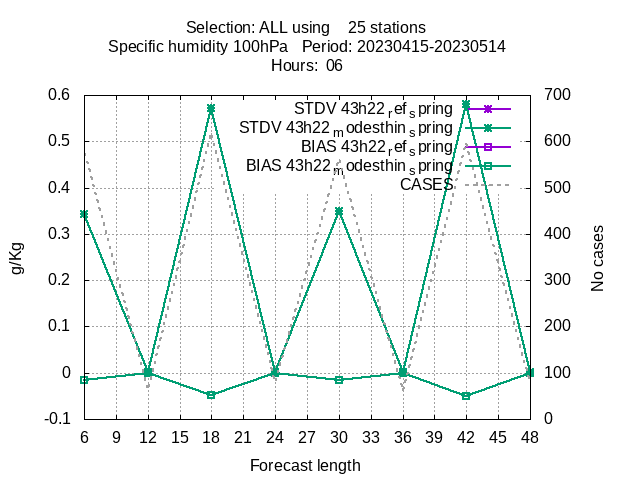 Selection: ALL using    25 stations
Specific humidity 100hPa   Period: 20230415-20230514
Hours:  06
STDV 43h22_ref_spring
STDV 43h22_modesthin_spring
BIAS 43h22_ref_spring
BIAS 43h22_modesthin_spring
CASES
0.6
0.5
0.4
0.3
0.2
0.1
0
-0.1
700
600
500
400
300
200
100
0
g/Kg
No cases
6 9 12 15 18 21 24 27 30 33 36 39 42 45 48
Forecast length